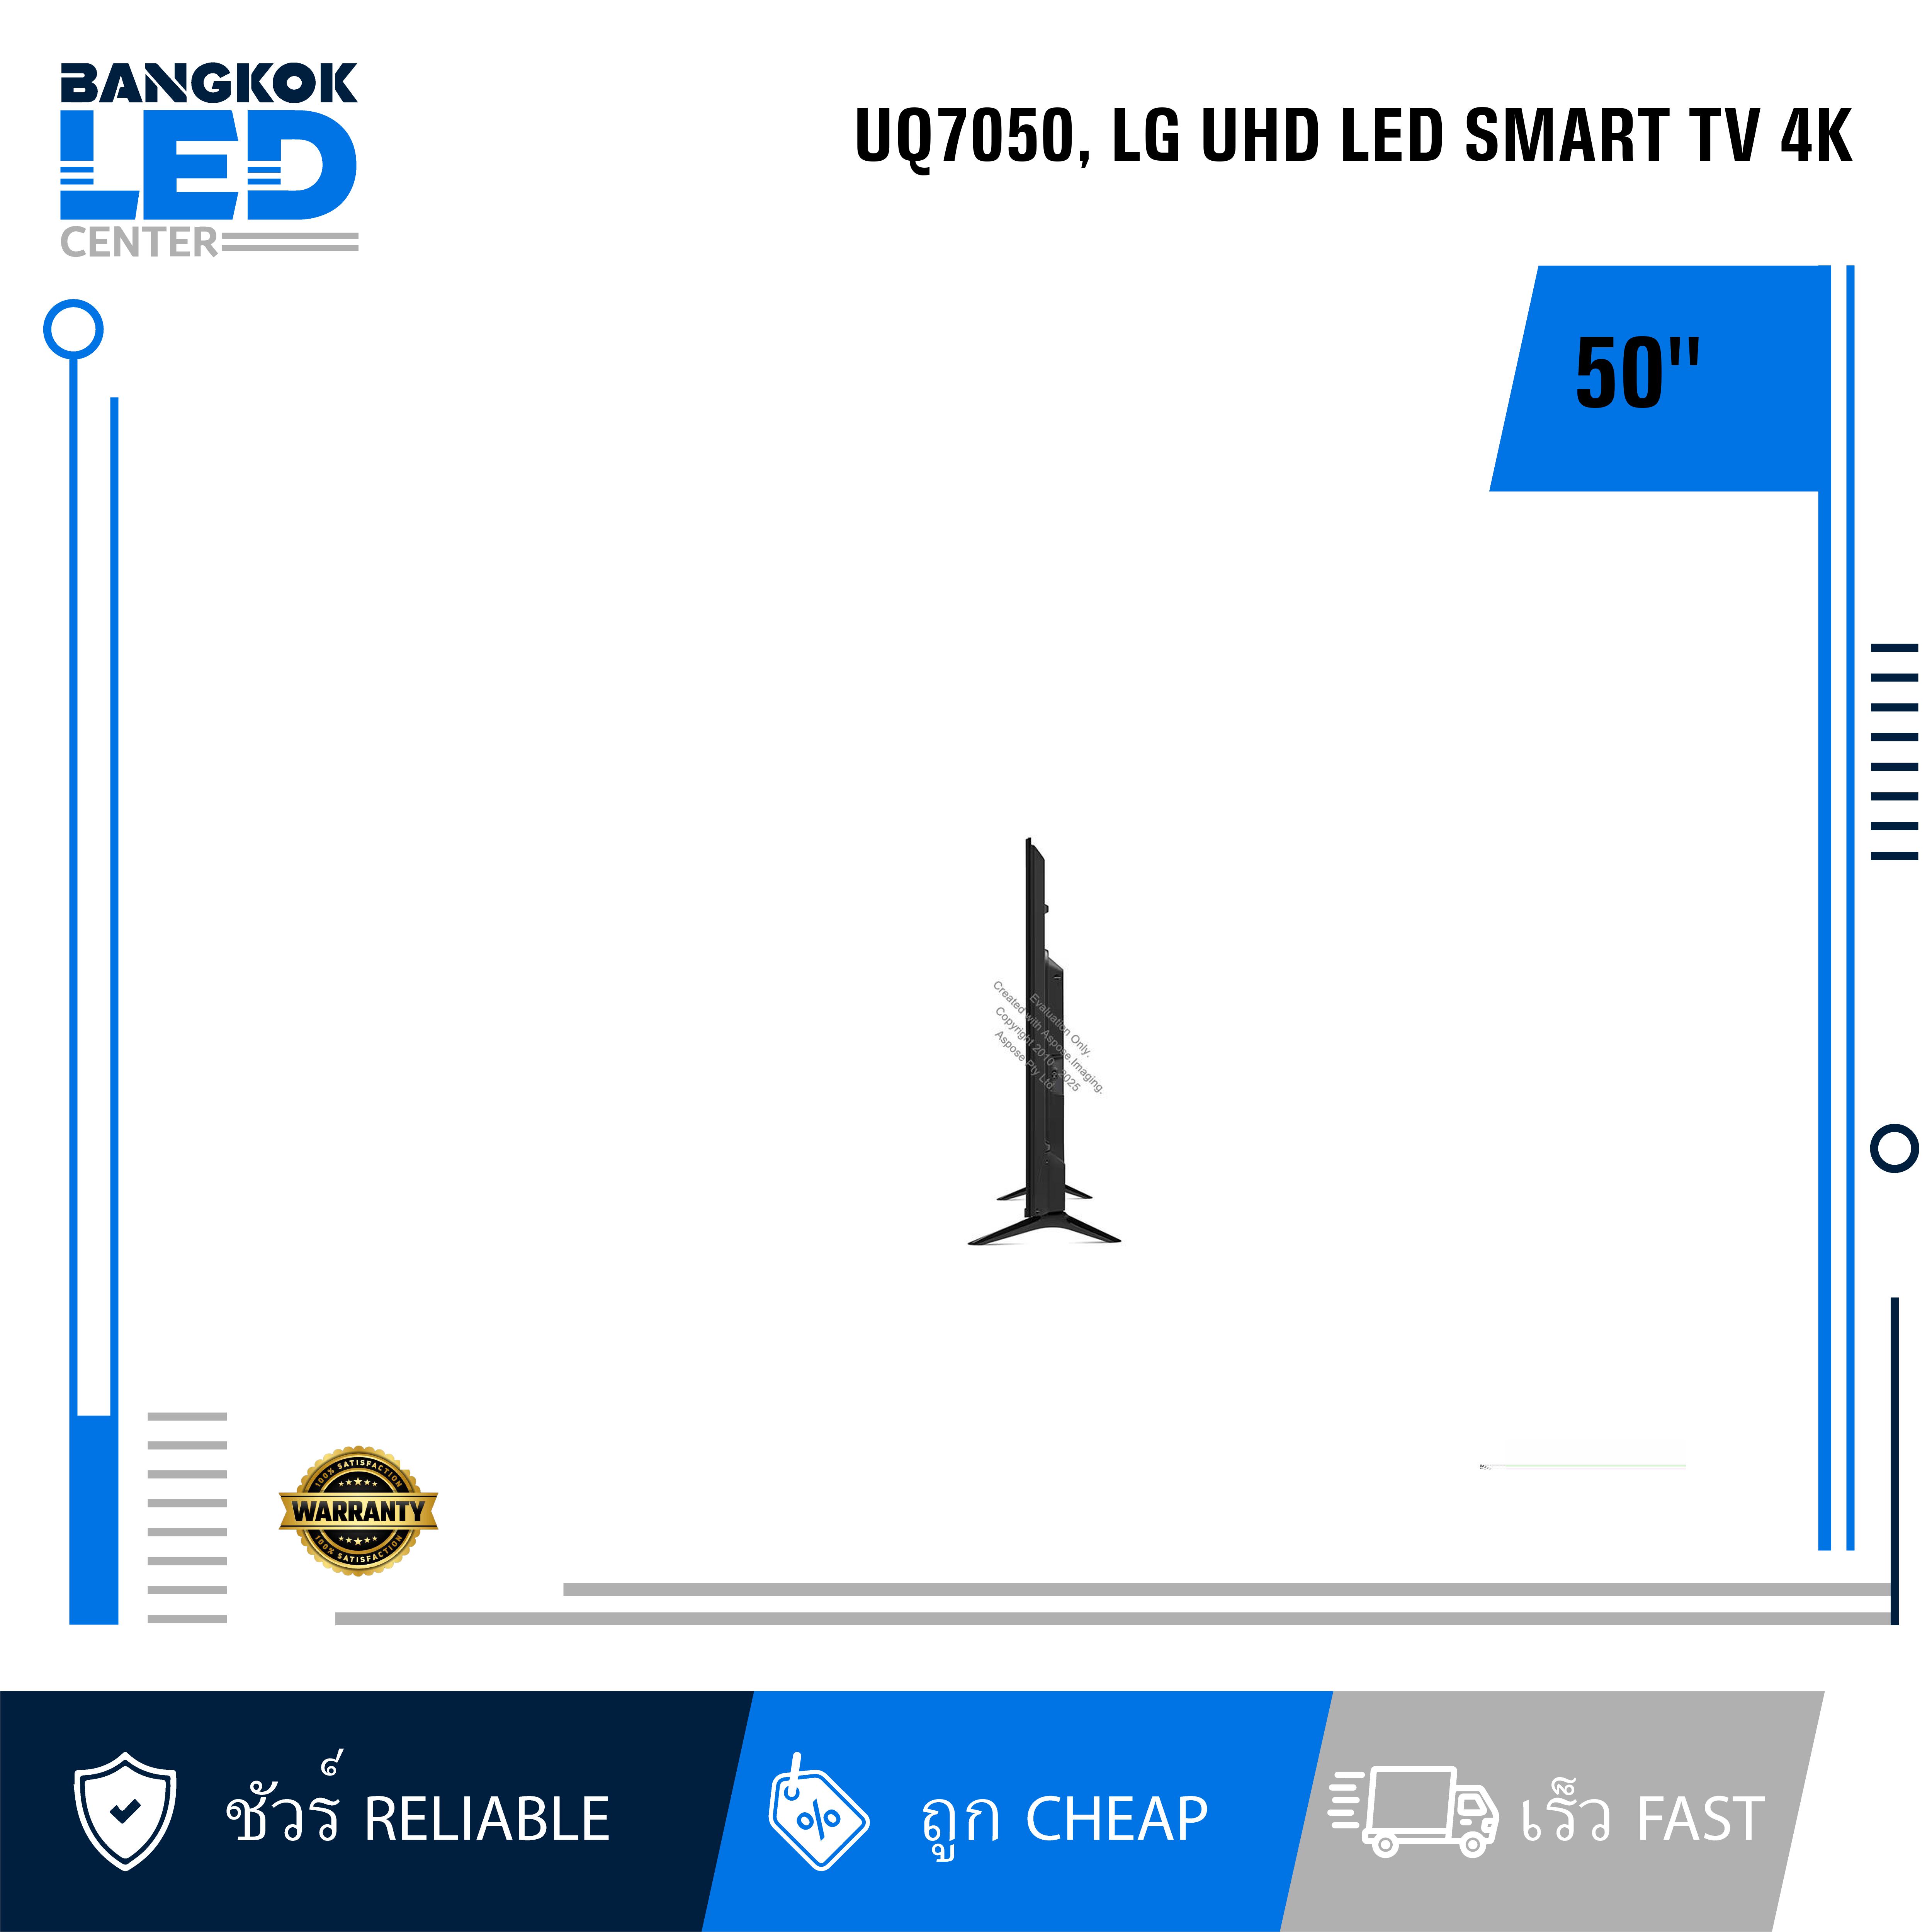 BANGKOK
LED
CENTER
UQ7050, LG UHD LED SMART TV 4K
50"
Evaluation Only.
Created with Aspose.Imaging.
Copyright 2010-2025
Aspose Pty Ltd.
100% SATISFACTION
WARRANTY
100% SATISFACTION
ชัวร์ RELIABLE
ถูก CHEAP
เร็ว FAST